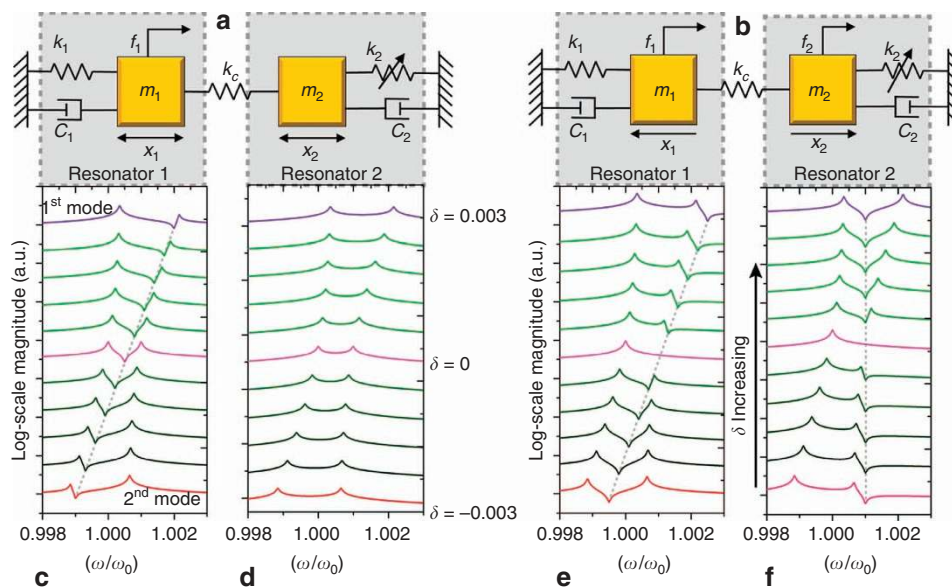 a
b
k1 f1 k2
kc
m1 m2
C1 C2
x1 x2
Resonator 1 Resonator 2
k1 f1 f2 k2
kc
m1 m2
C1 C2
x1 x2
Resonator 1 Resonator 2
1st mode
2nd mode
Log-scale magnitude (a.u.)
δ = 0.003
δ = 0
δ = −0.003
Log-scale magnitude (a.u.)
δ Increasing
0.998 1.000 1.002 0.998 1.000 1.002
0.998 1.000 1.002 0.998 1.000 1.002
(ω/ω0) (ω/ω0) (ω/ω0) (ω/ω0)
c d e f